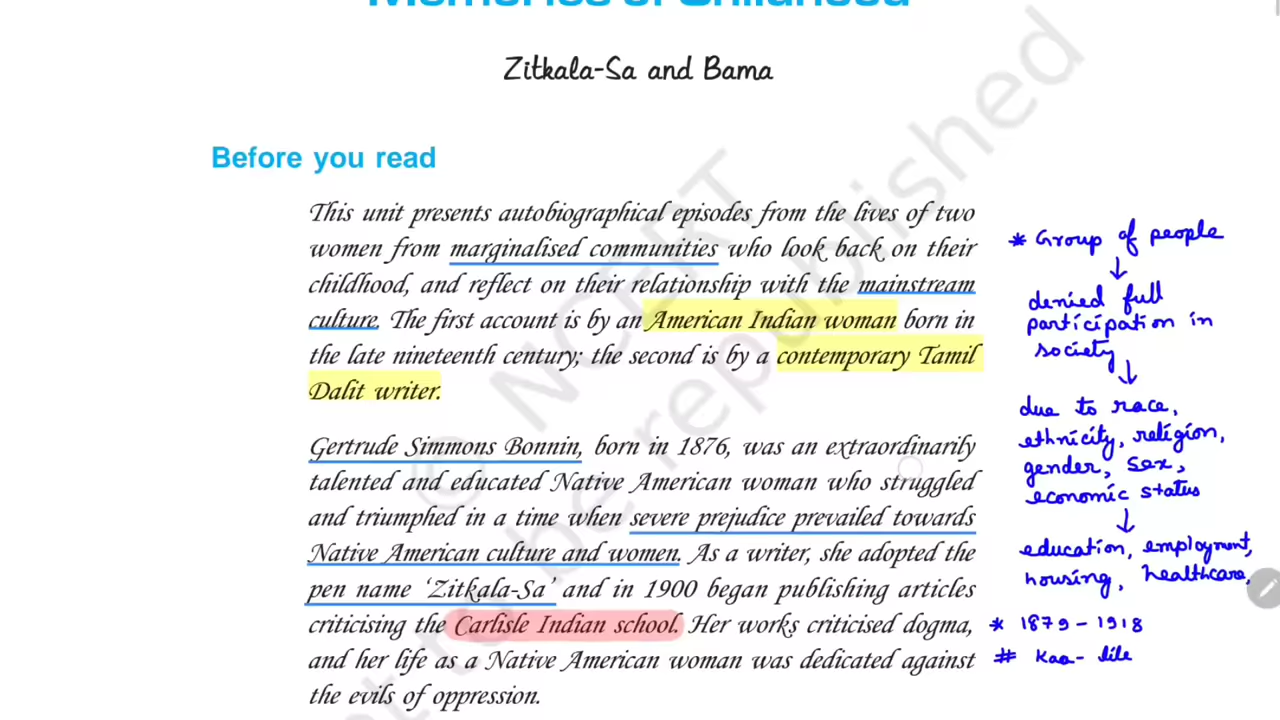 Memories of Childhood
Zitkala-Sa and Bama
Before you read
This unit presents autobiographical episodes from the lives of two
women from marginalised communities who look back on their
childhood, and reflect on their relationship with the mainstream
culture. The first account is by an American Indian woman born in
the late nineteenth century; the second is by a contemporary Tamil
Dalit writer.
Gertrude Simmons Bonnin, born in 1876, was an extraordinarily
talented and educated Native American woman who struggled
and triumphed in a time when severe prejudice prevailed towards
Native American culture and women. As a writer, she adopted the
pen name ‘Zitkala-Sa’ and in 1900 began publishing articles
criticising the Carlisle Indian school. Her works criticised dogma,
and her life as a Native American woman was dedicated against
the evils of oppression.
* Group of people
↓
denied full
participation in
society
↓
due to race,
ethnicity, religion,
gender, sex,
economic status
↓
education, employment,
housing, healthcare,
* 1879 - 1918
# Kaa - lile
© NCERT
not to be republished